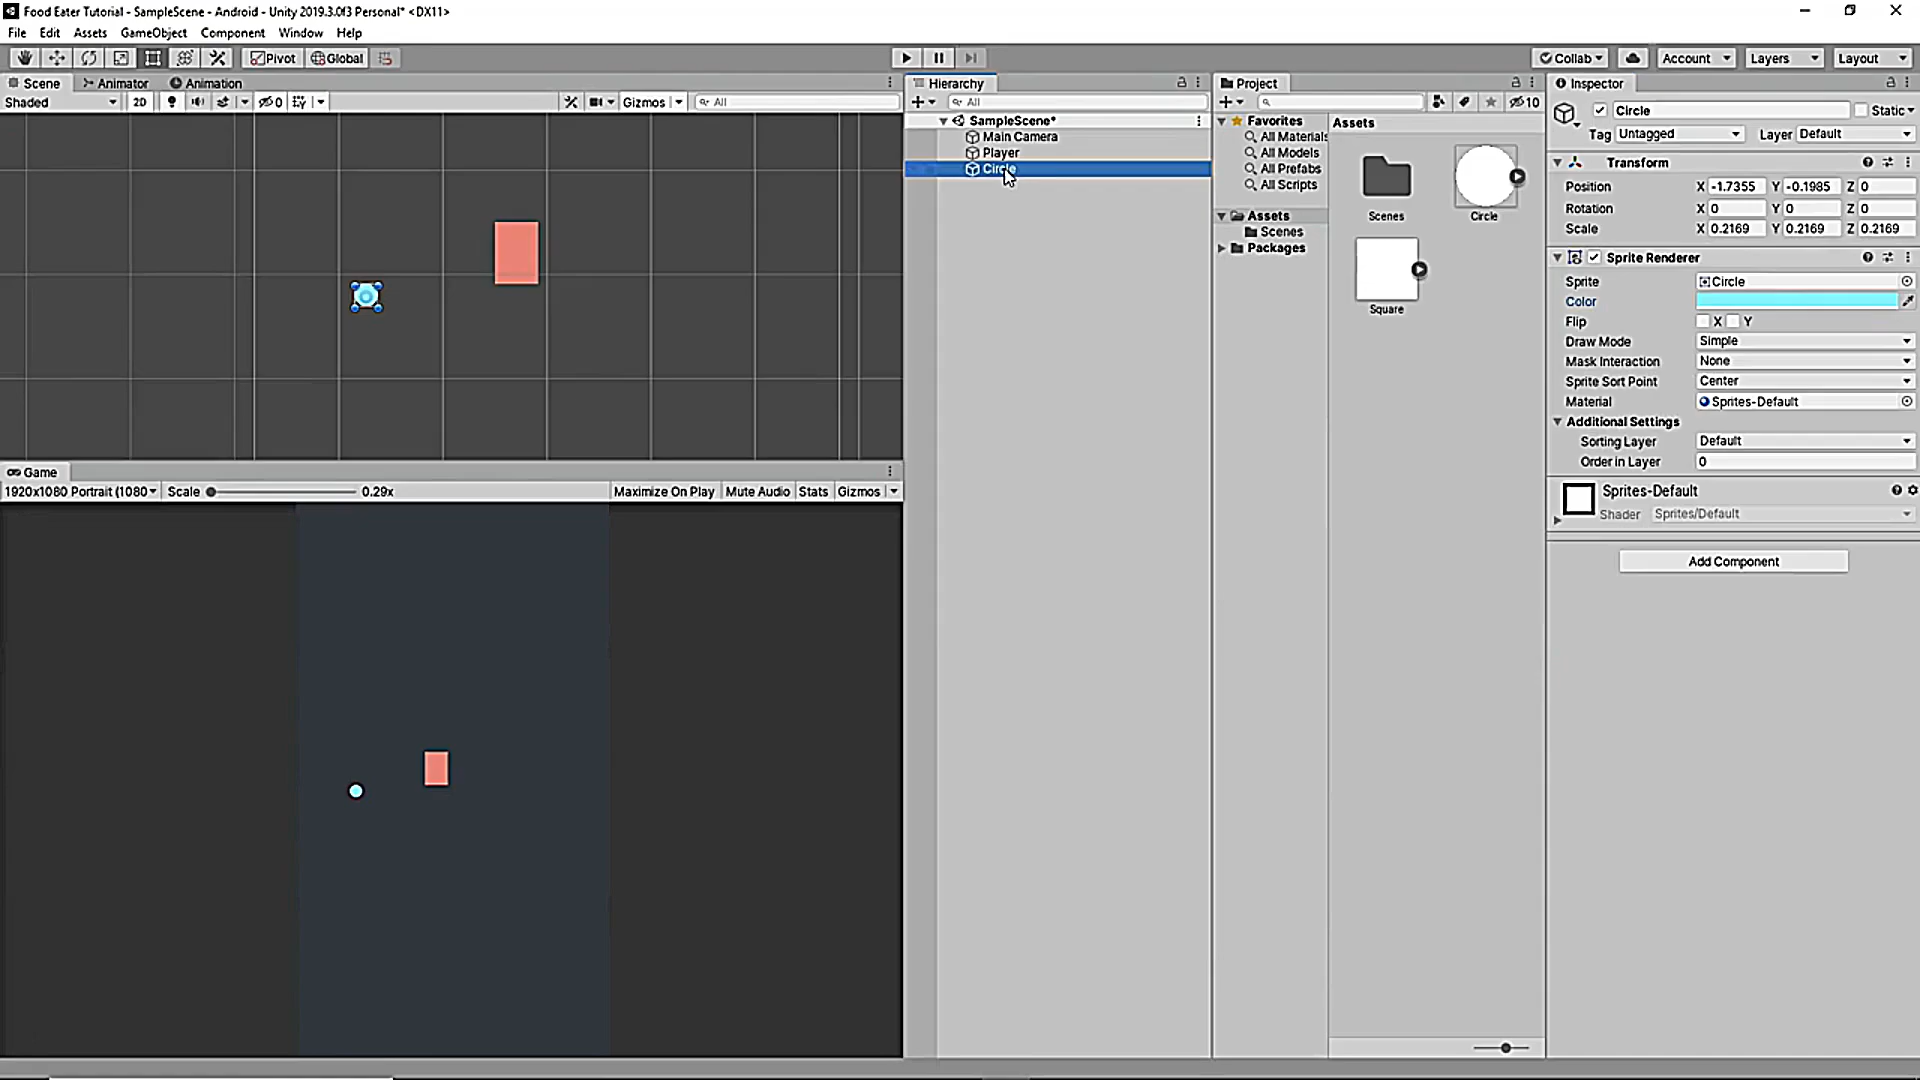 Food Eater Tutorial - SampleScene - Android - Unity 2019.3.0f3 Personal* <DX11>
File Edit Assets GameObject Component Window Help
Pivot Global Collab Account Layers Layout
Scene Animator Animation
Shaded 2D 0 Gizmos All
Game
1920x1080 Portrait (1080 Scale 0.29x Maximize On Play Mute Audio Stats Gizmos
Hierarchy
All
SampleScene*
Main Camera
Player
Circle
Project
10
Favorites
All Materials
All Models
All Prefabs
All Scripts
Assets
Scenes
Packages
Assets
Scenes
Circle
Square
Inspector
Circle Static
Tag Untagged Layer Default
Transform
Position X -1.7355 Y -0.1985 Z 0
Rotation X 0 Y 0 Z 0
Scale X 0.2169 Y 0.2169 Z 0.2169
Sprite Renderer
Sprite Circle
Color
Flip X Y
Draw Mode Simple
Mask Interaction None
Sprite Sort Point Center
Material Sprites-Default
Additional Settings
Sorting Layer Default
Order in Layer 0
Sprites-Default
Shader Sprites/Default
Add Component